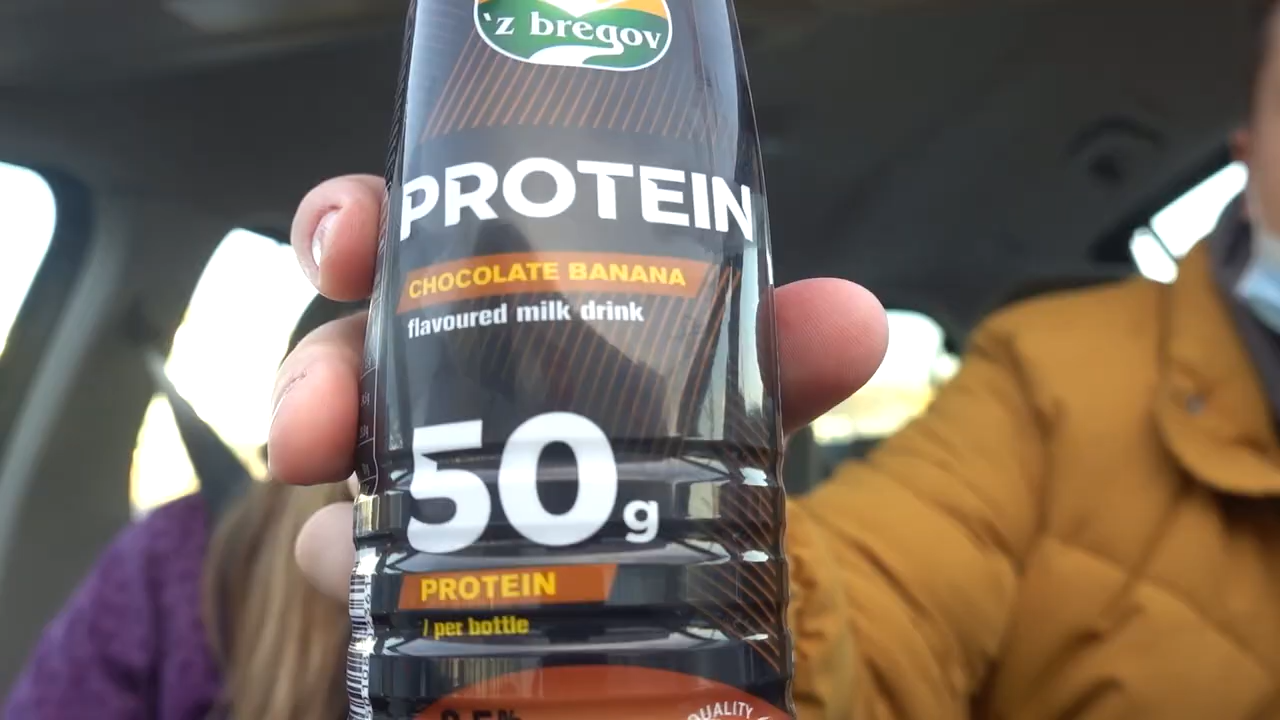 'z bregov
PROTEIN
CHOCOLATE BANANA
flavoured milk drink
50g
PROTEIN
/ per bottle
QUALITY